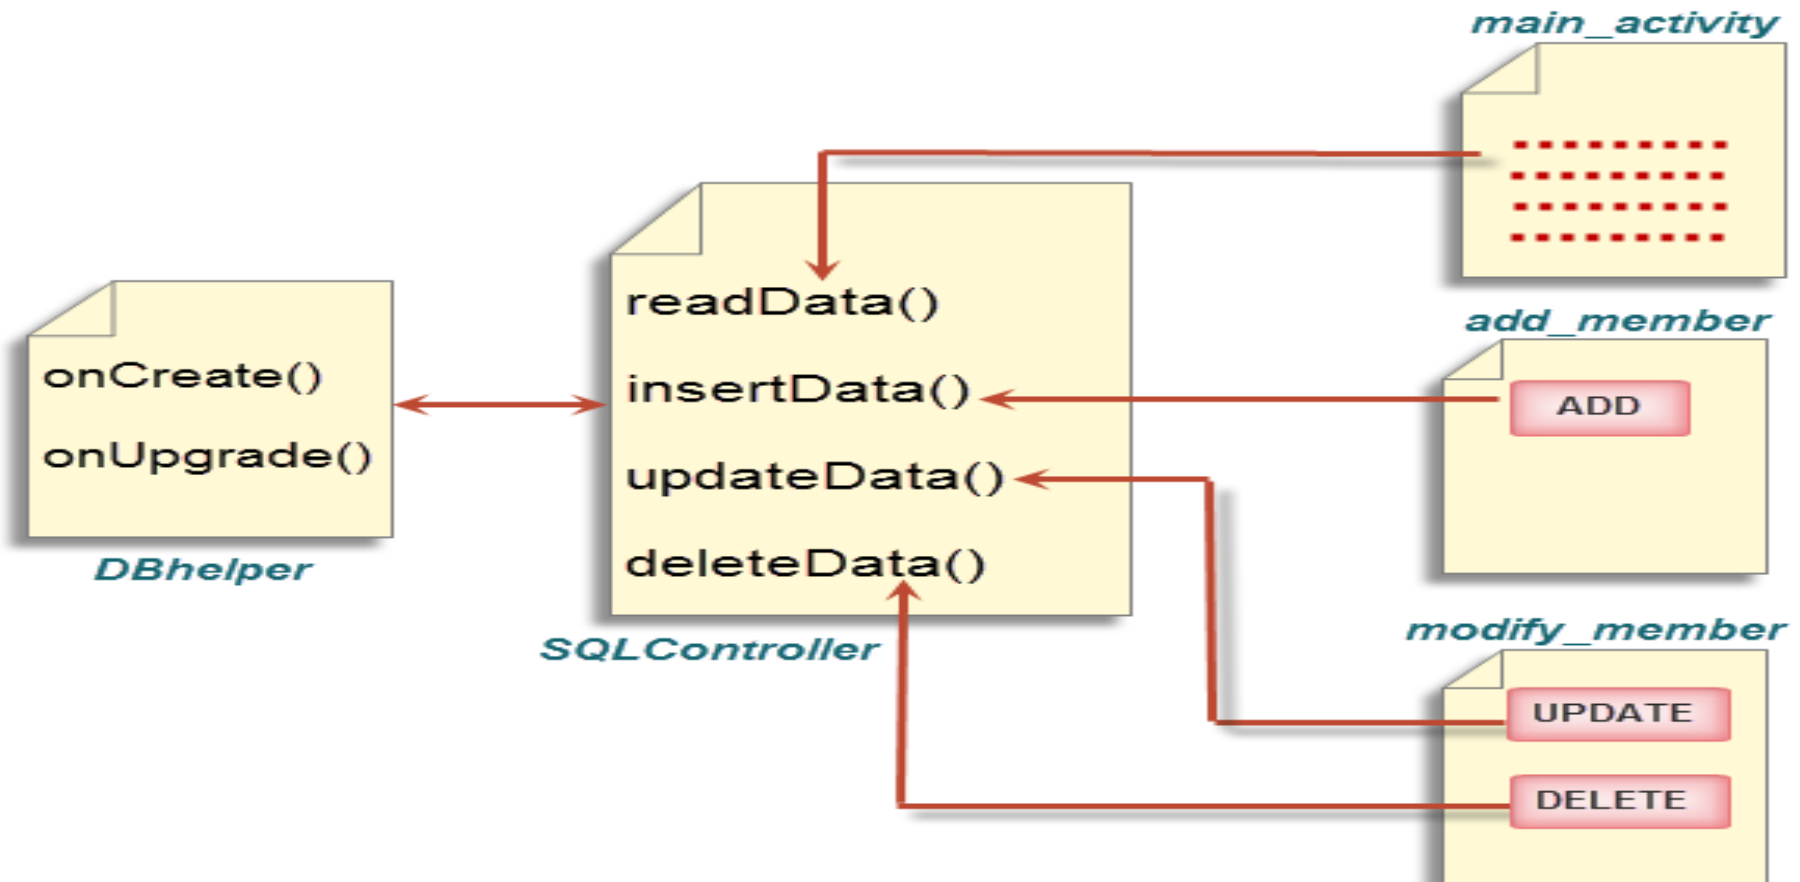 main_activity
readData()
insertData()
updateData()
deleteData()
SQLController
onCreate()
onUpgrade()
DBhelper
add_member
ADD
modify_member
UPDATE
DELETE